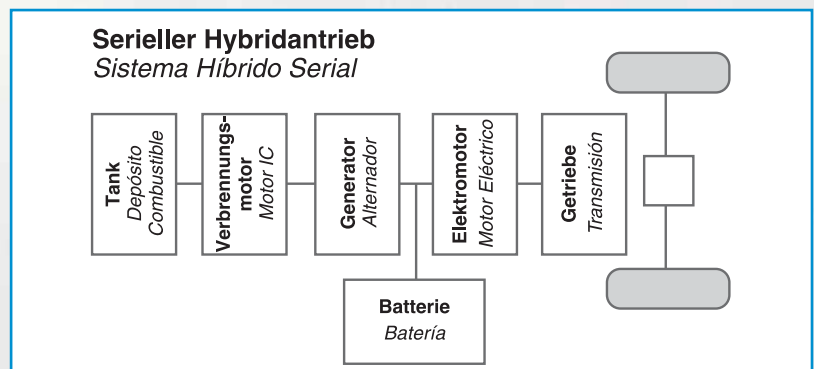 Serieller Hybridantrieb
Sistema Híbrido Serial
Tank
Depósito
Combustible
Verbrennungs-
motor
Motor IC
Generator
Alternador
Elektromotor
Motor Eléctrico
Getriebe
Transmisión
Batterie
Batería